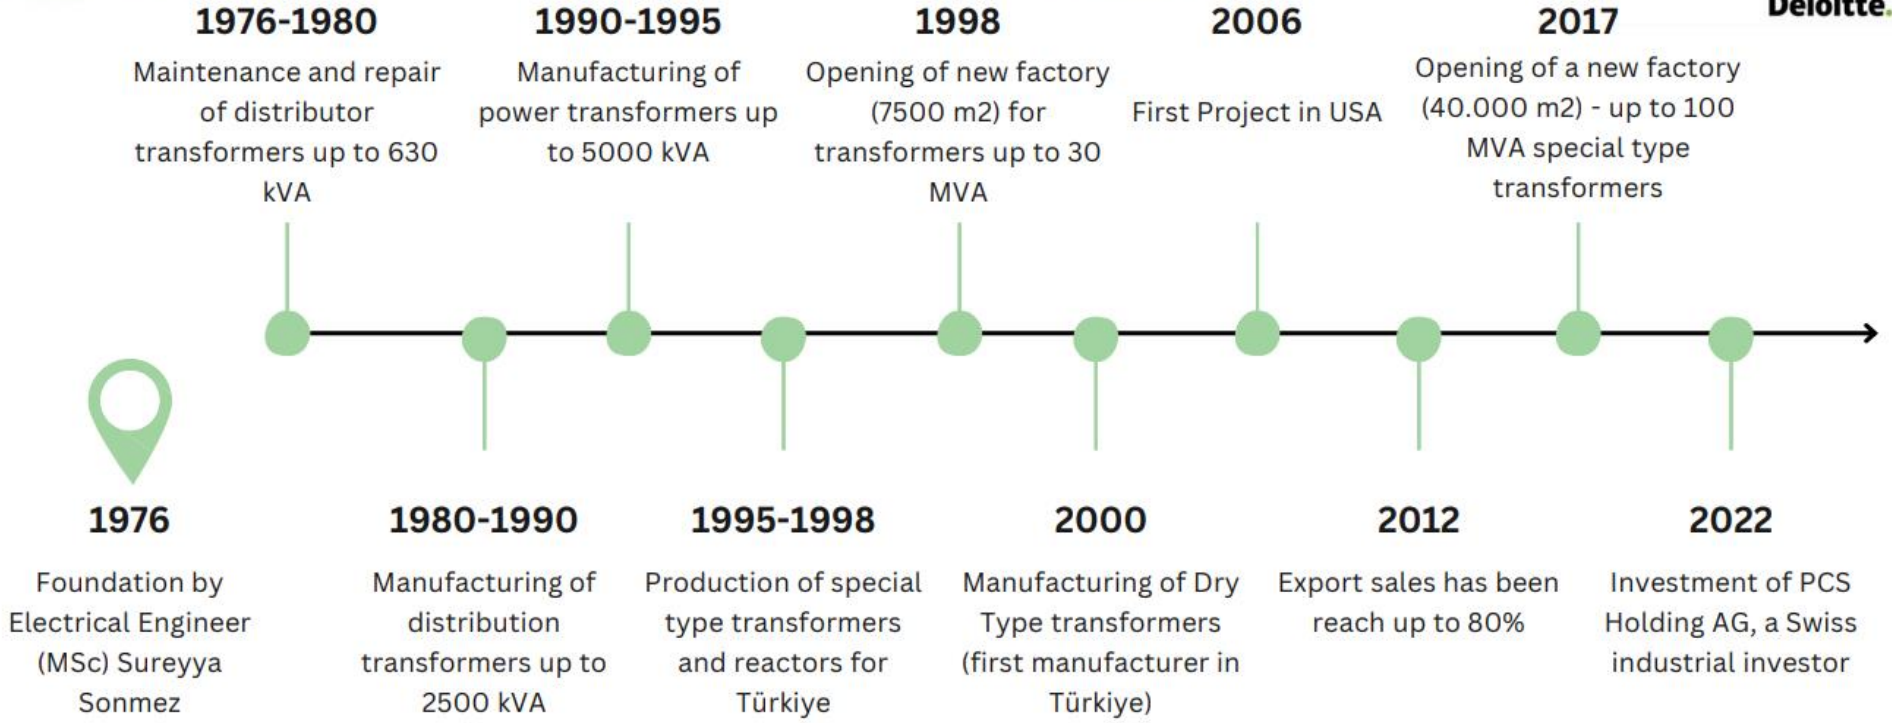 Deloitte.
1976-1980
Maintenance and repair
of distributor
transformers up to 630
kVA
1990-1995
Manufacturing of
power transformers up
to 5000 kVA
1998
Opening of new factory
(7500 m2) for
transformers up to 30
MVA
2006
First Project in USA
2017
Opening of a new factory
(40.000 m2) - up to 100
MVA special type
transformers
1976
Foundation by
Electrical Engineer
(MSc) Sureyya
Sonmez
1980-1990
Manufacturing of
distribution
transformers up to
2500 kVA
1995-1998
Production of special
type transformers
and reactors for
Türkiye
2000
Manufacturing of Dry
Type transformers
(first manufacturer in
Türkiye)
2012
Export sales has been
reach up to 80%
2022
Investment of PCS
Holding AG, a Swiss
industrial investor